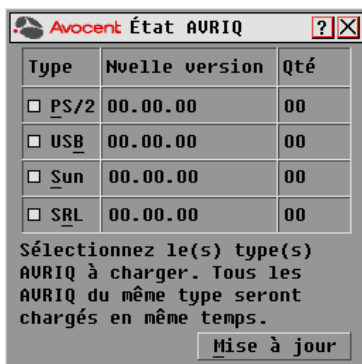 Avocent État AVRIQ ? X
Type Nvelle version Qté
PS/2 00.00.00 00
USB 00.00.00 00
Sun 00.00.00 00
SRL 00.00.00 00
Sélectionnez le(s) type(s)
AVRIQ à charger. Tous les
AVRIQ du même type seront
chargés en même temps.
Mise à jour